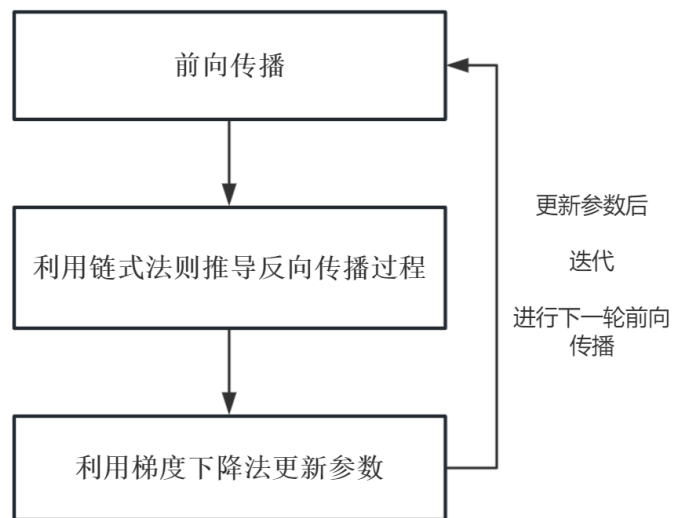 前向传播
利用链式法则推导反向传播过程
利用梯度下降法更新参数
更新参数后
迭代
进行下一轮前向
传播